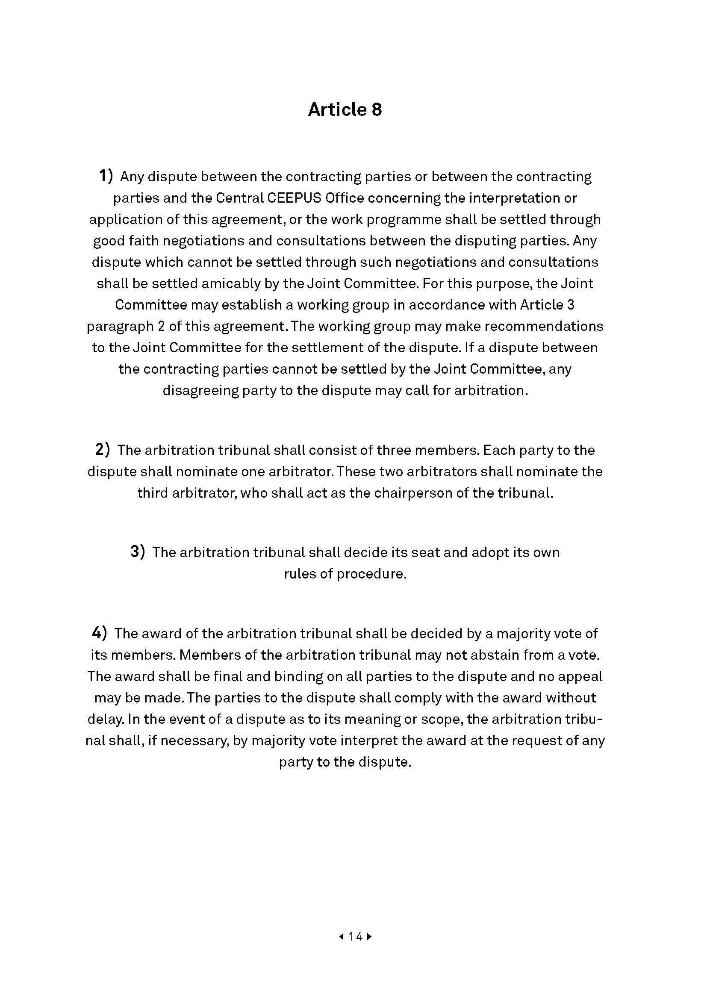 Article 8
1) Any dispute between the contracting parties or between the contracting
parties and the Central CEEPUS Office concerning the interpretation or
application of this agreement, or the work programme shall be settled through
good faith negotiations and consultations between the disputing parties. Any
dispute which cannot be settled through such negotiations and consultations
shall be settled amicably by the Joint Committee. For this purpose, the Joint
Committee may establish a working group in accordance with Article 3
paragraph 2 of this agreement. The working group may make recommendations
to the Joint Committee for the settlement of the dispute. If a dispute between
the contracting parties cannot be settled by the Joint Committee, any
disagreeing party to the dispute may call for arbitration.
2) The arbitration tribunal shall consist of three members. Each party to the
dispute shall nominate one arbitrator. These two arbitrators shall nominate the
third arbitrator, who shall act as the chairperson of the tribunal.
3) The arbitration tribunal shall decide its seat and adopt its own
rules of procedure.
4) The award of the arbitration tribunal shall be decided by a majority vote of
its members. Members of the arbitration tribunal may not abstain from a vote.
The award shall be final and binding on all parties to the dispute and no appeal
may be made. The parties to the dispute shall comply with the award without
delay. In the event of a dispute as to its meaning or scope, the arbitration tribu-
nal shall, if necessary, by majority vote interpret the award at the request of any
party to the dispute.
◂ 14 ▸